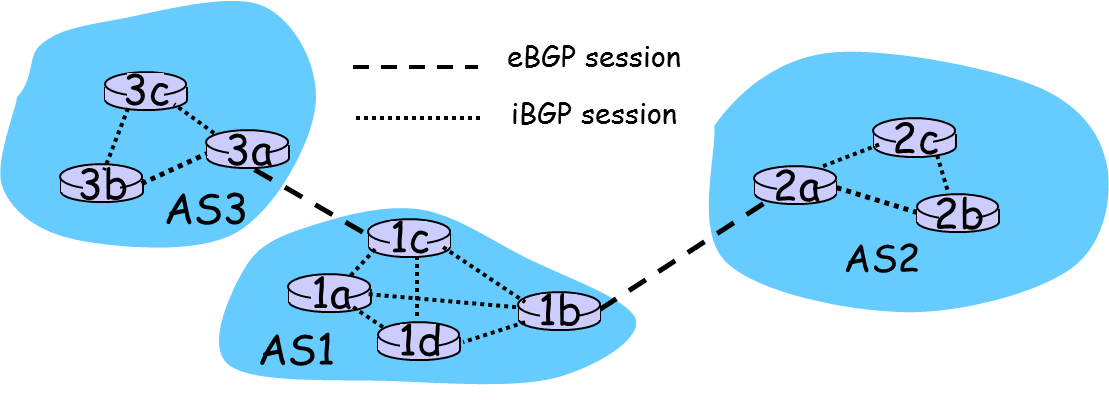 eBGP session
3c
iBGP session
2c
3a
3b
2a
AS3
2b
1c
AS2
1a
1b
1d
AS1